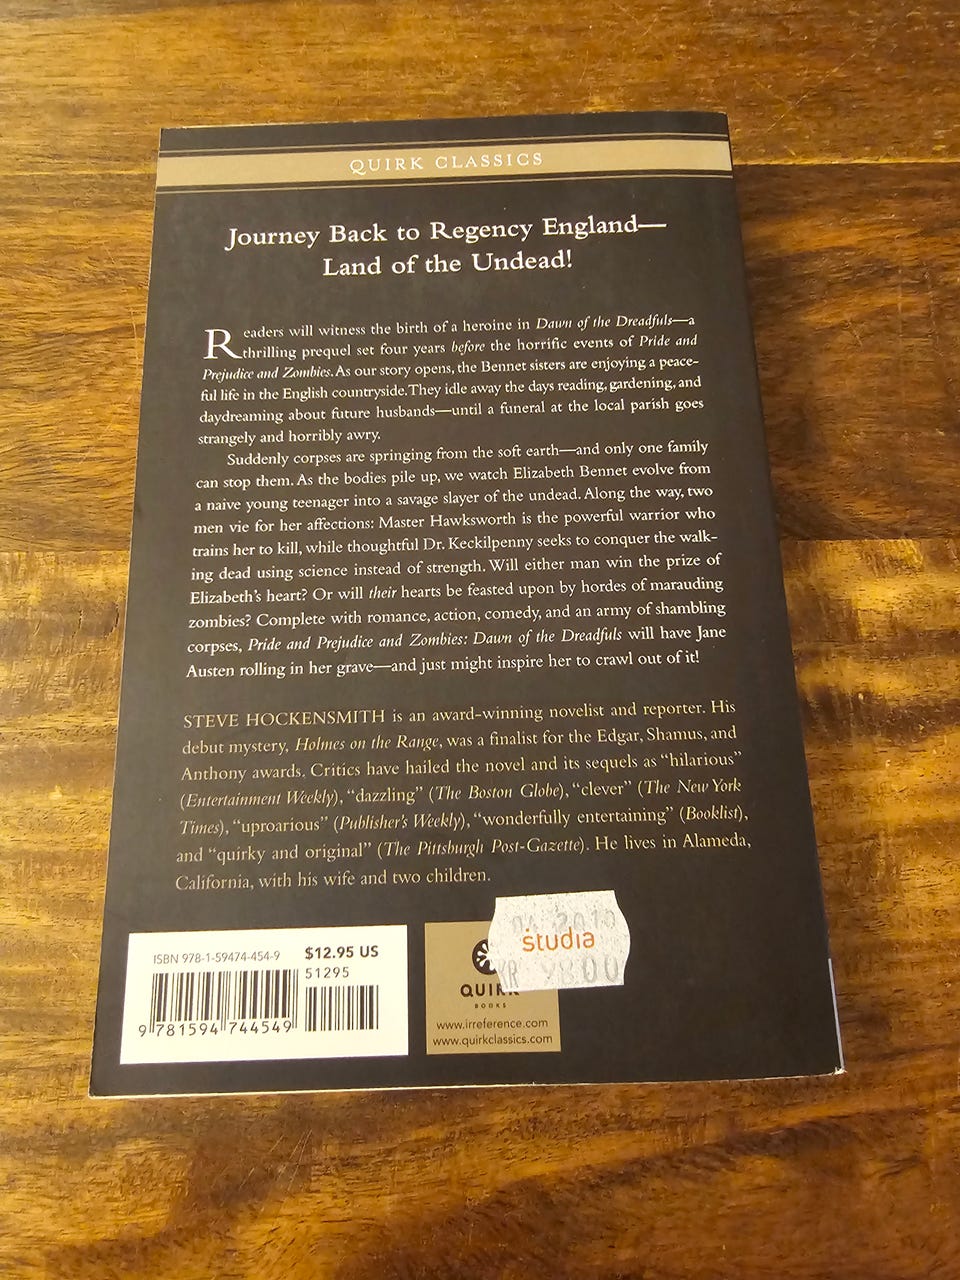 QUIRK CLASSICS
Journey Back to Regency England—
Land of the Undead!
Readers will witness the birth of a heroine in Dawn of the Dreadfuls—a
thrilling prequel set four years before the horrific events of Pride and
Prejudice and Zombies. As our story opens, the Bennet sisters are enjoying a peace-
ful life in the English countryside. They idle away the days reading, gardening, and
daydreaming about future husbands—until a funeral at the local parish goes
strangely and horribly awry.
Suddenly corpses are springing from the soft earth—and only one family
can stop them. As the bodies pile up, we watch Elizabeth Bennet evolve from
a naive young teenager into a savage slayer of the undead. Along the way, two
men vie for her affections: Master Hawksworth is the powerful warrior who
trains her to kill, while thoughtful Dr. Keckilpenny seeks to conquer the walk-
ing dead using science instead of strength. Will either man win the prize of
Elizabeth's heart? Or will their hearts be feasted upon by hordes of marauding
zombies? Complete with romance, action, comedy, and an army of shambling
corpses, Pride and Prejudice and Zombies: Dawn of the Dreadfuls will have Jane
Austen rolling in her grave—and just might inspire her to crawl out of it!
STEVE HOCKENSMITH is an award-winning novelist and reporter. His
debut mystery, Holmes on the Range, was a finalist for the Edgar, Shamus, and
Anthony awards. Critics have hailed the novel and its sequels as "hilarious"
(Entertainment Weekly), "dazzling" (The Boston Globe), "clever" (The New York
Times), "uproarious" (Publisher's Weekly), "wonderfully entertaining" (Booklist),
and "quirky and original" (The Pittsburgh Post-Gazette). He lives in Alameda,
California, with his wife and two children.
ISBN 978-1-59474-454-9 $12.95 US
51295
9 781594 744549
studia
KR 98.00
QUIRK
BOOKS
www.irreference.com
www.quirkclassics.com